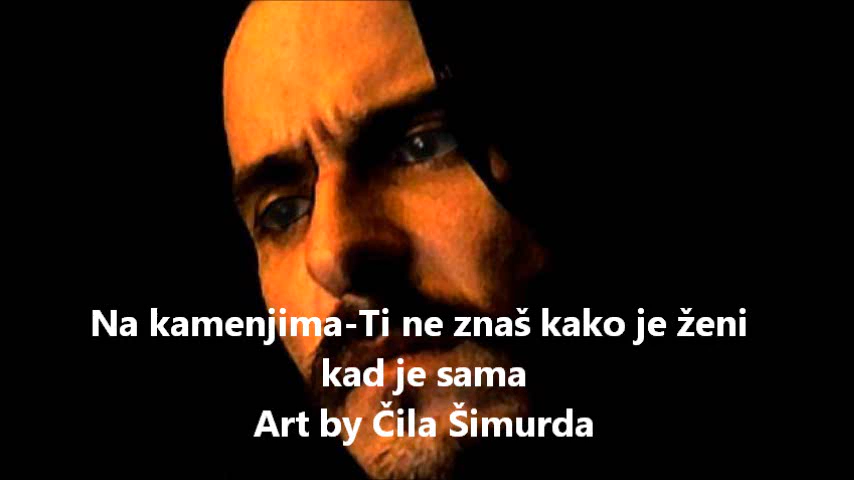 Na kamenjima-Ti ne znaš kako je ženi
kad je sama
Art by Čila Šimurda